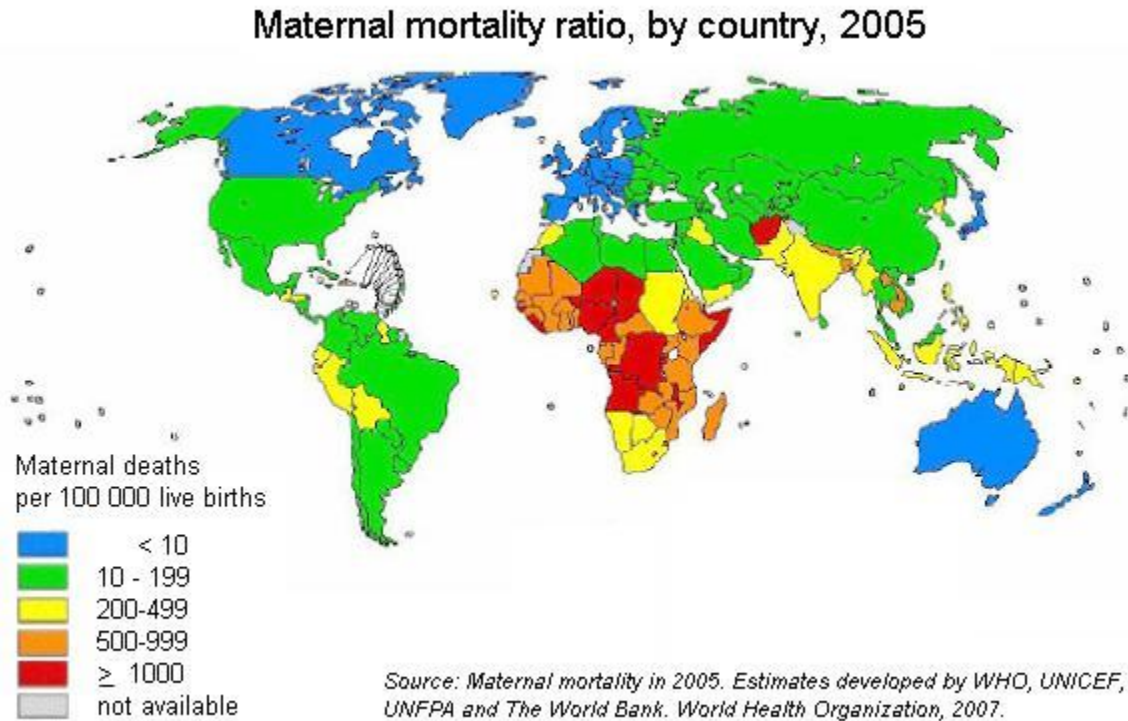 Maternal mortality ratio, by country, 2005
Maternal deaths
per 100 000 live births
< 10
10 - 199
200-499
500-999
≥ 1000
not available
Source: Maternal mortality in 2005. Estimates developed by WHO, UNICEF,
UNFPA and The World Bank. World Health Organization, 2007.